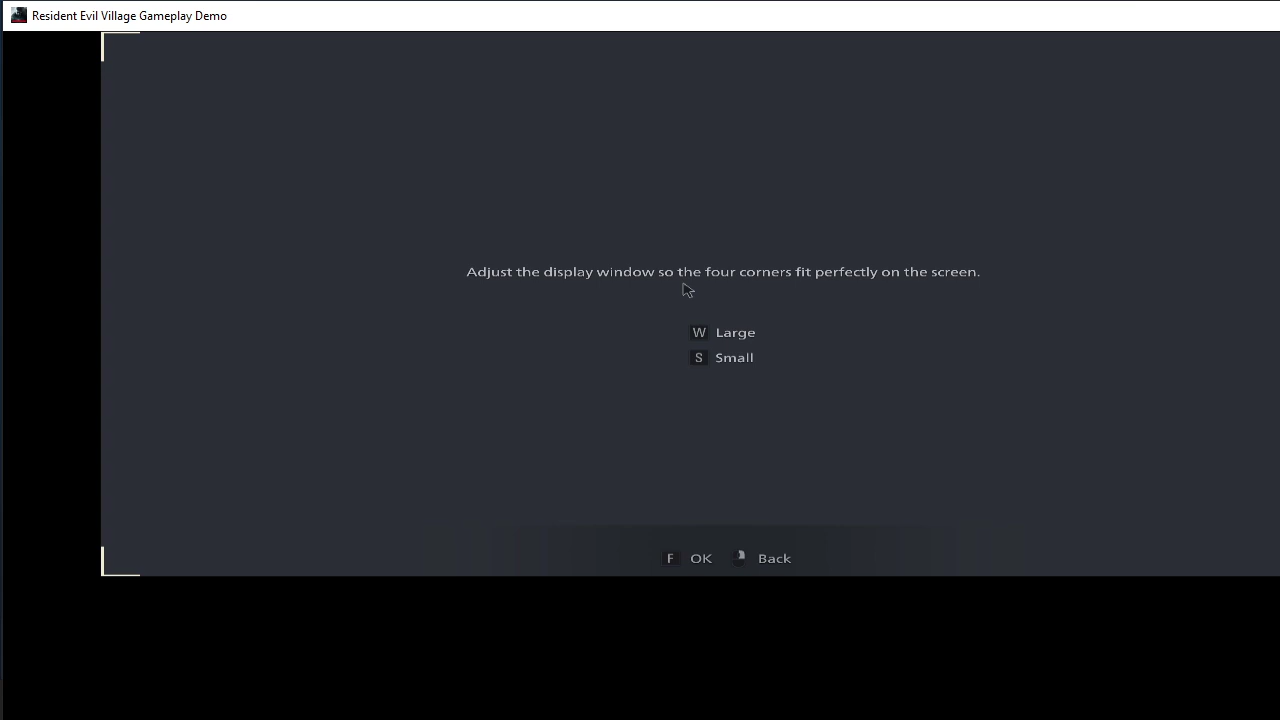 Resident Evil Village Gameplay Demo
Adjust the display window so the four corners fit perfectly on the screen.
W Large
S Small
F OK Back